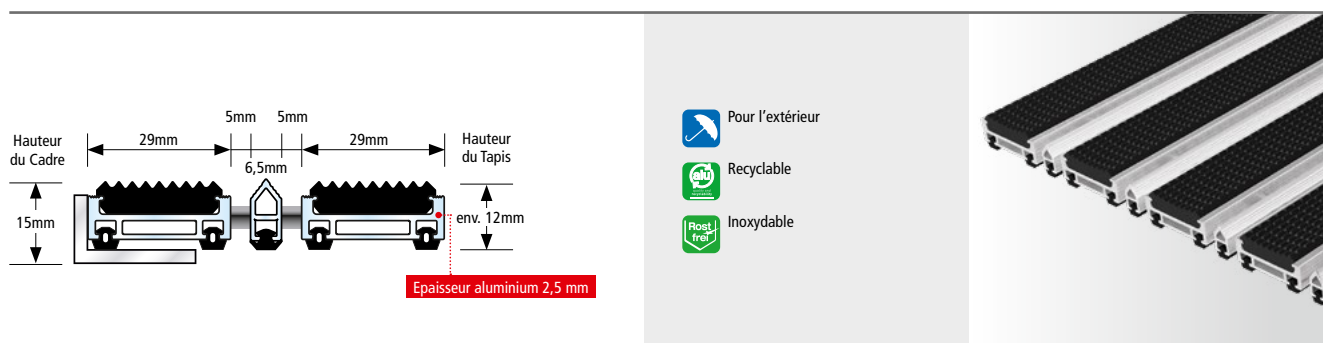 5mm 5mm
Hauteur
du Cadre
29mm
29mm
Hauteur
du Tapis
6,5mm
15mm
env. 12mm
Epaisseur aluminium 2,5 mm
Pour l'extérieur
alu
Recyclable
Rost
frei
Inoxydable